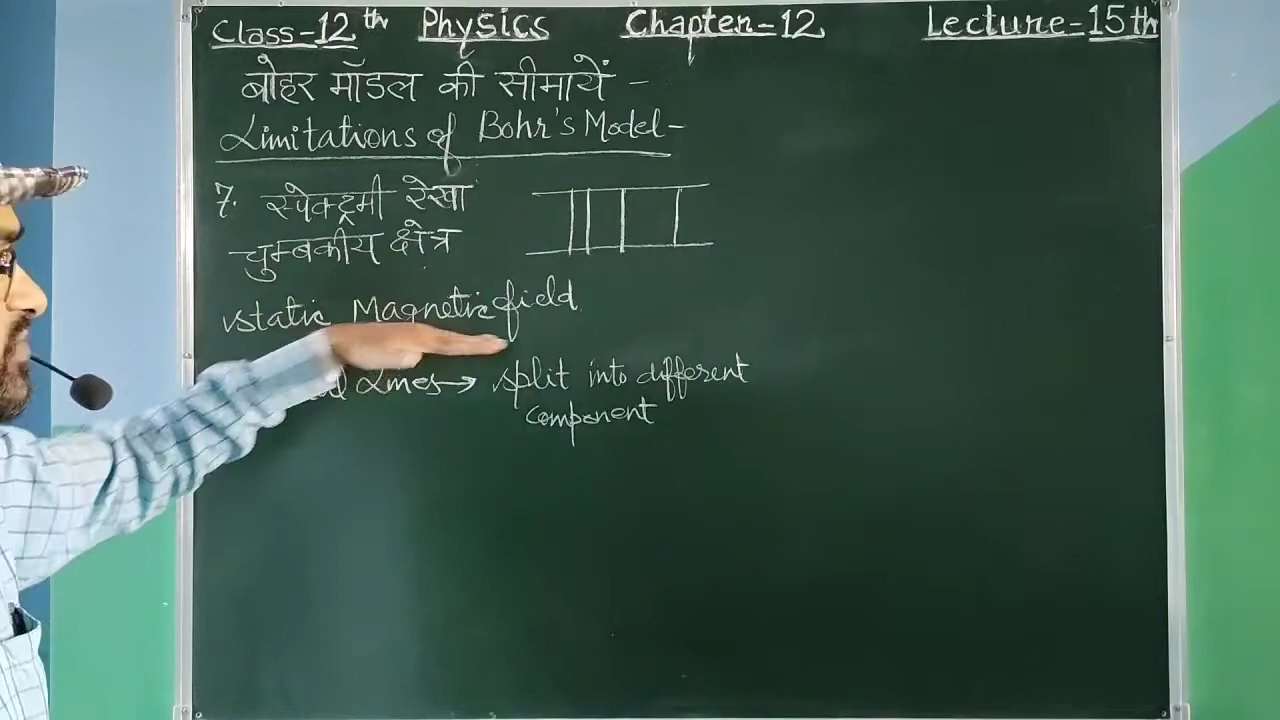 Class-12th Physics Chapter-12 Lecture-15th
बोहर मॉडल की सीमायें -
Limitations of Bohr's Model-
7. स्पेक्ट्रमी रेखा
चुम्बकीय क्षेत्र
static Magnetic field
Lines → split into different
component